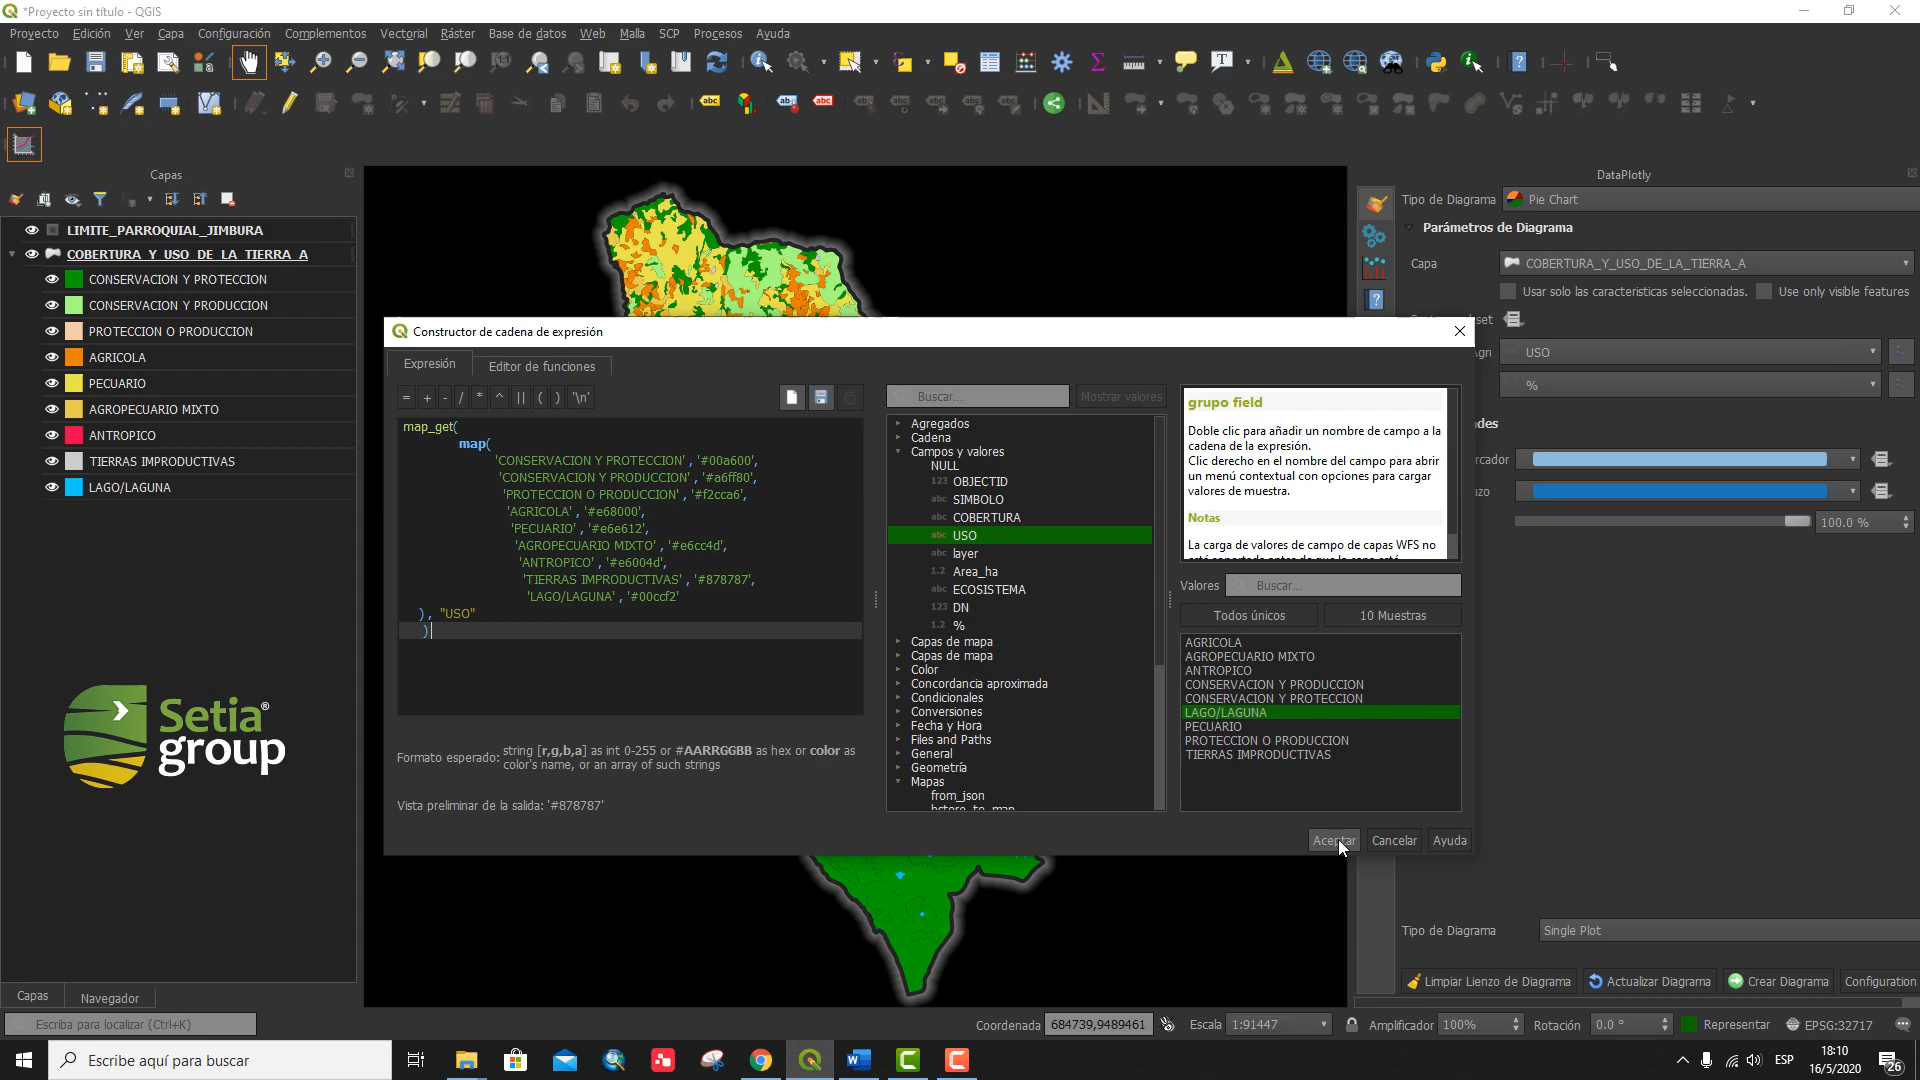 *Proyecto sin título - QGIS
Proyecto Edición Ver Capa Configuración Complementos Vectorial Ráster Base de datos Web Malla SCP Procesos Ayuda
Capas
LIMITE_PARROQUIAL_JIMBURA
COBERTURA_Y_USO_DE_LA_TIERRA_A
CONSERVACION Y PROTECCION
CONSERVACION Y PRODUCCION
PROTECCION O PRODUCCION
AGRICOLA
PECUARIO
AGROPECUARIO MIXTO
ANTROPICO
TIERRAS IMPRODUCTIVAS
LAGO/LAGUNA
Setia®
group
Capas Navegador
Constructor de cadena de expresión
Expresión Editor de funciones
= + - / * ^ || ( ) '\n'
map_get(
map(
'CONSERVACION Y PROTECCION' , '#00a600',
'CONSERVACION Y PRODUCCION' , '#a6ff80',
'PROTECCION O PRODUCCION' , '#f2cca6',
'AGRICOLA' , '#e68000',
'PECUARIO' , '#e6e612',
'AGROPECUARIO MIXTO' , '#e6cc4d',
'ANTROPICO' , '#e6004d',
'TIERRAS IMPRODUCTIVAS' , '#878787',
'LAGO/LAGUNA' , '#00ccf2'
) , "USO"
)
Formato esperado: string [r,g,b,a] as int 0-255 or #AARRGGBB as hex or color as
color's name, or an array of such strings
Vista preliminar de la salida: '#878787'
Buscar... Mostrar valores
Agregados
Cadena
Campos y valores
NULL
123 OBJECTID
abc SIMBOLO
abc COBERTURA
abc USO
abc layer
1.2 Area_ha
abc ECOSISTEMA
123 DN
1.2 %
Capas de mapa
Capas de mapa
Color
Concordancia aproximada
Condicionales
Conversiones
Fecha y Hora
Files and Paths
General
Geometría
Mapas
from_json
hstore_to_map
grupo field
Doble clic para añadir un nombre de campo a la
cadena de la expresión.
Clic derecho en el nombre del campo para abrir
un menú contextual con opciones para cargar
valores de muestra.
Notas
La carga de valores de campo de capas WFS no
Valores Buscar...
Todos únicos 10 Muestras
AGRICOLA
AGROPECUARIO MIXTO
ANTROPICO
CONSERVACION Y PRODUCCION
CONSERVACION Y PROTECCION
LAGO/LAGUNA
PECUARIO
PROTECCION O PRODUCCION
TIERRAS IMPRODUCTIVAS
Aceptar Cancelar Ayuda
DataPlotly
Tipo de Diagrama Pie Chart
Parámetros de Diagrama
Capa COBERTURA_Y_USO_DE_LA_TIERRA_A
Usar solo las caracteristicas seleccionadas. Use only visible features
USO
%
100.0 %
Tipo de Diagrama Single Plot
Limpiar Lienzo de Diagrama Actualizar Diagrama Crear Diagrama Configuration
Escriba para localizar (Ctrl+K) Coordenada 684739,9489461 Escala 1:91447 Amplificador 100% Rotación 0.0 ° Representar EPSG:32717
Escribe aquí para buscar
ESP
18:10
16/5/2020
26